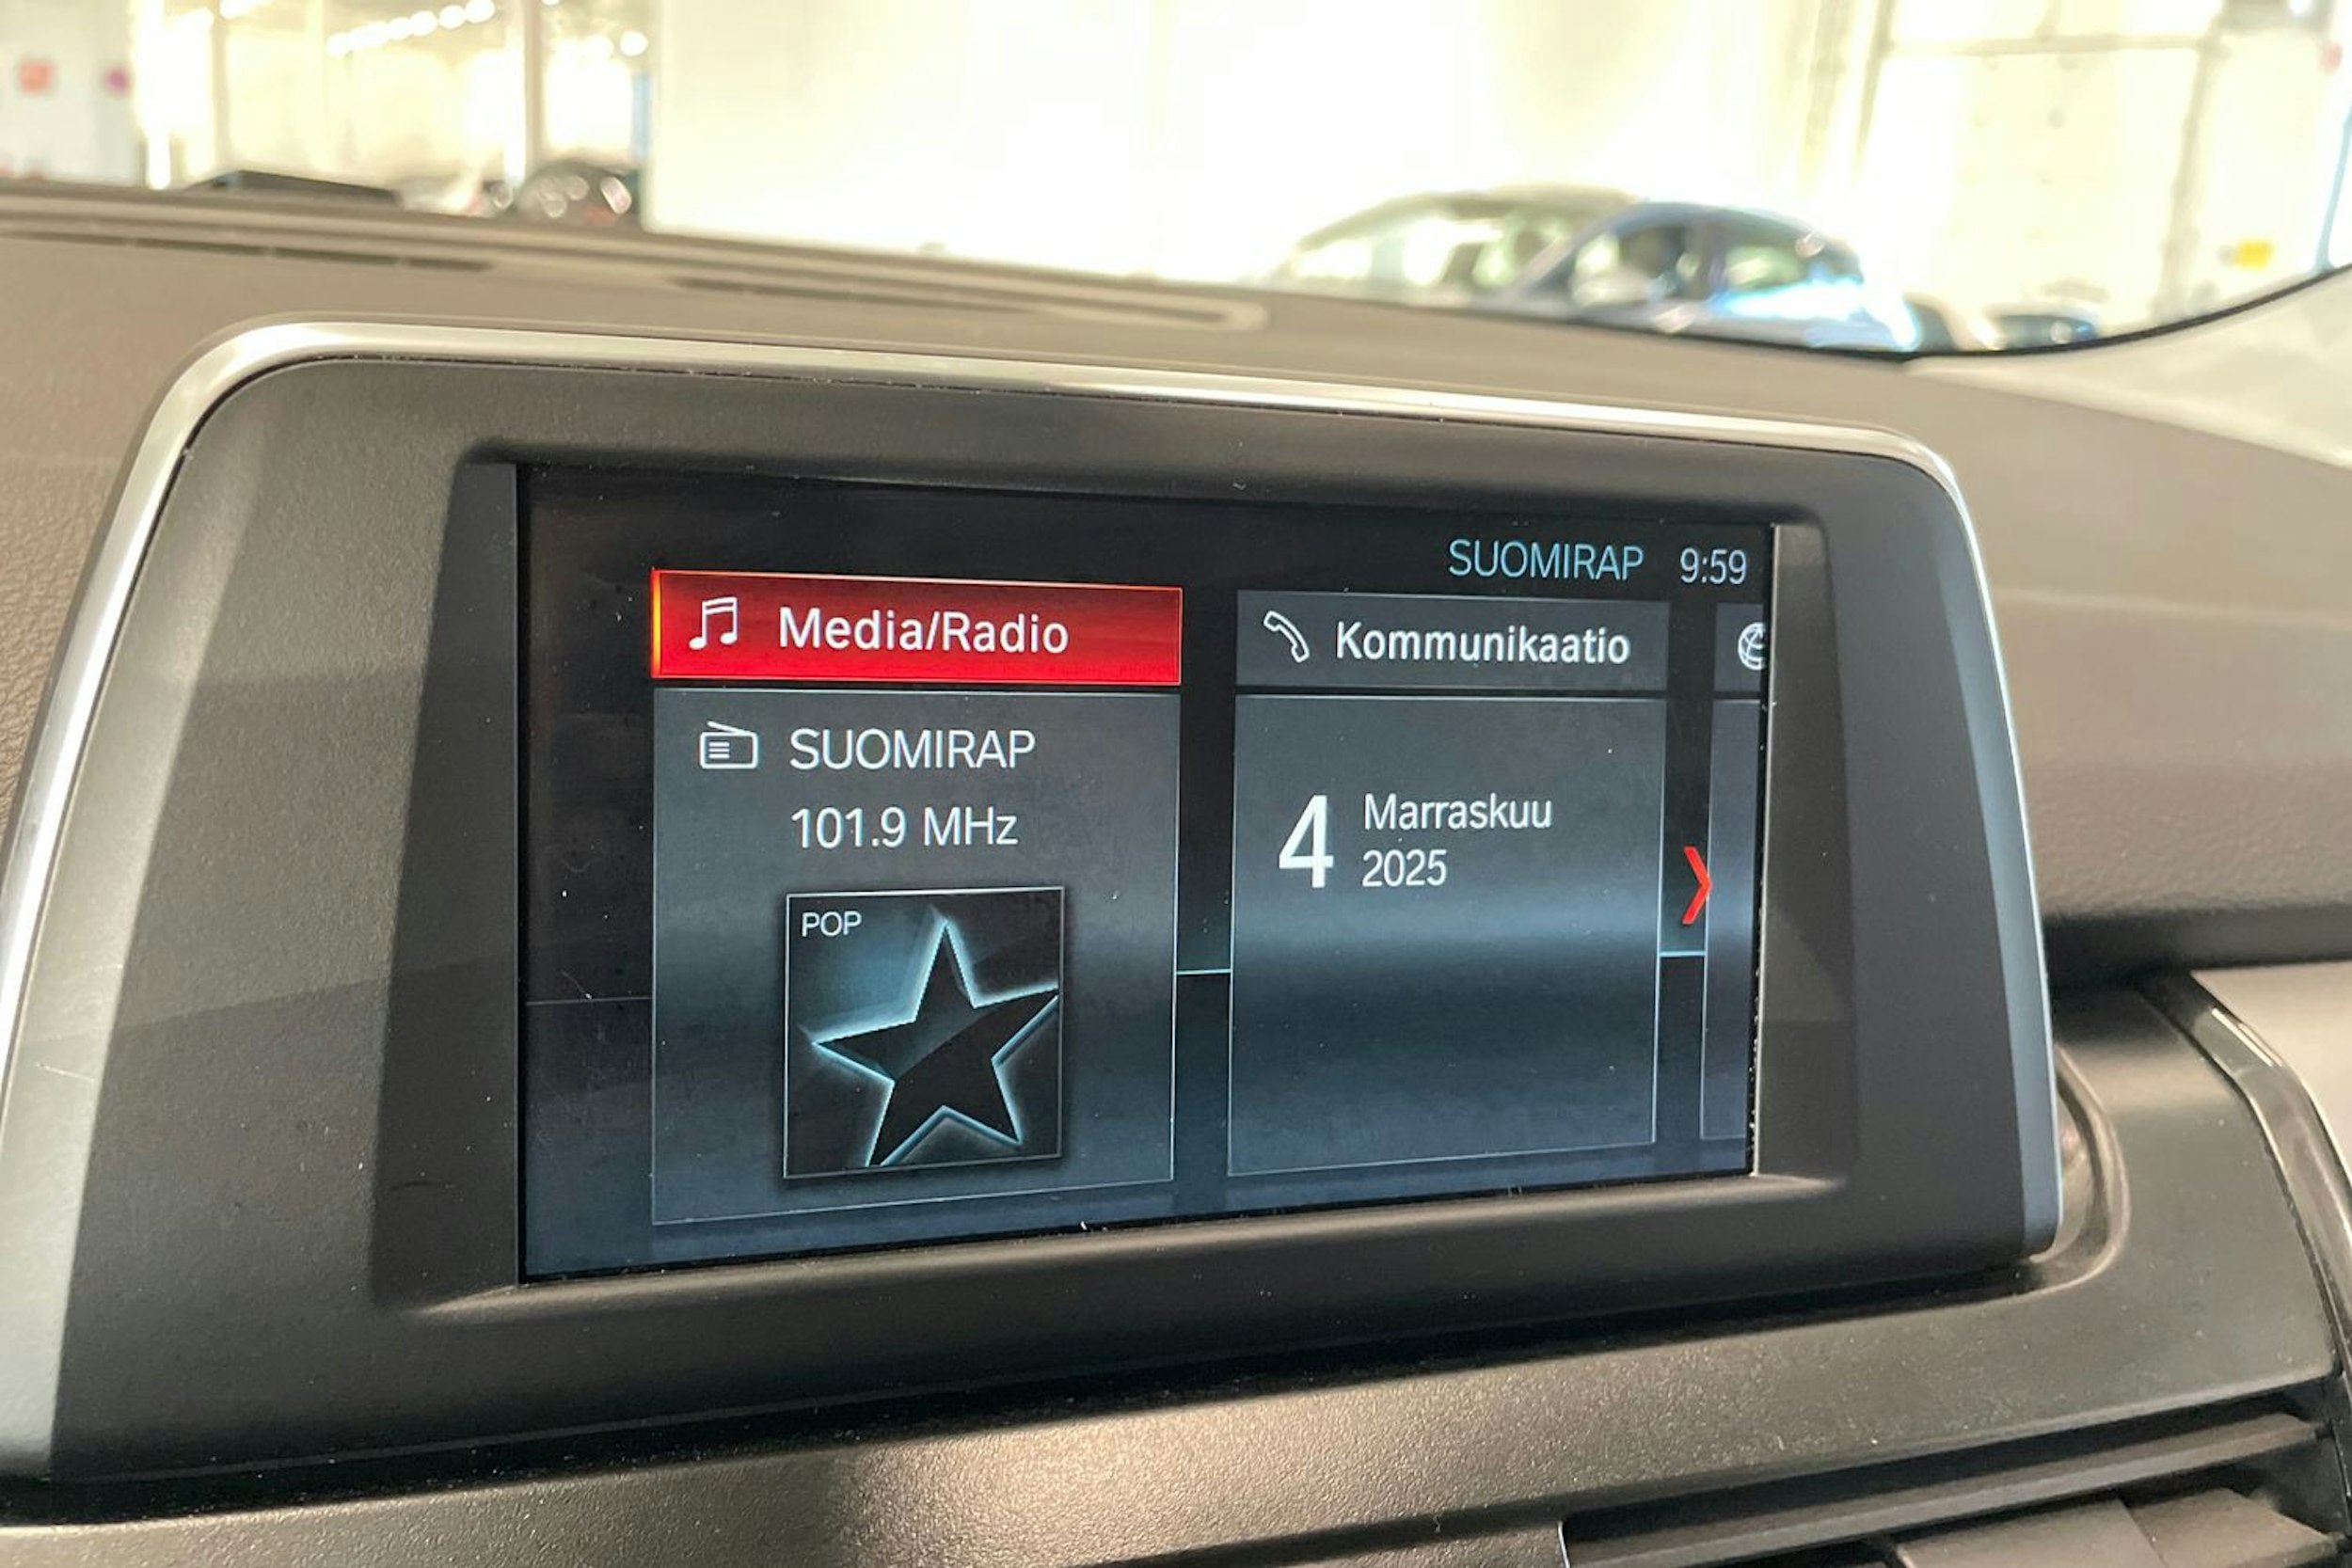 SUOMIRAP 9:59
Media/Radio
SUOMIRAP
101.9 MHz
POP
Kommunikaatio
4 Marraskuu
2025